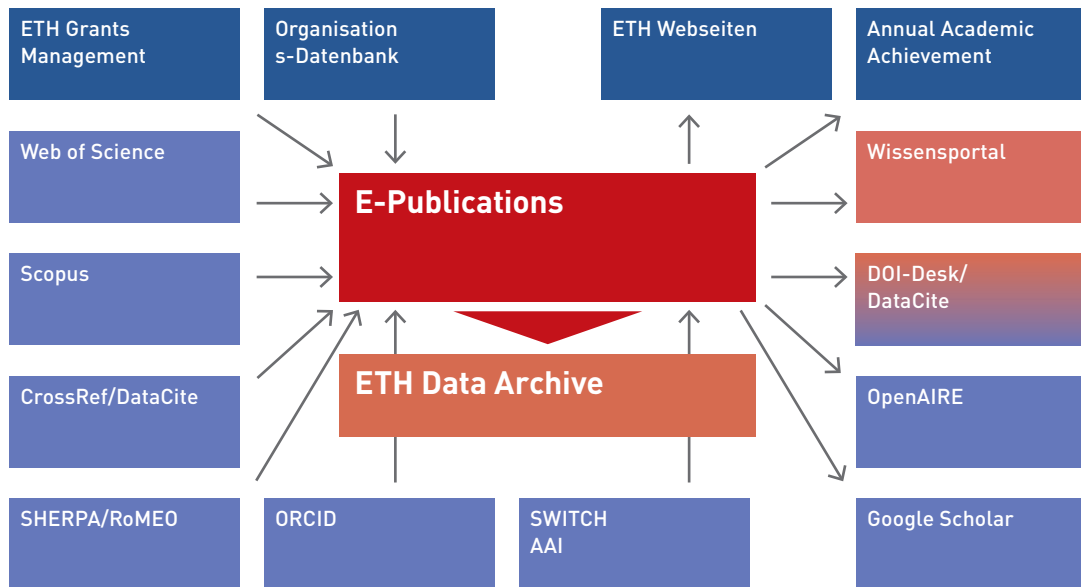 ETH Grants
Management
Organisation
s-Datenbank
ETH Webseiten
Annual Academic
Achievement
Web of Science
Wissensportal
E-Publications
Scopus
DOI-Desk/
DataCite
ETH Data Archive
CrossRef/DataCite
OpenAIRE
SHERPA/RoMEO
ORCID
SWITCH
AAI
Google Scholar